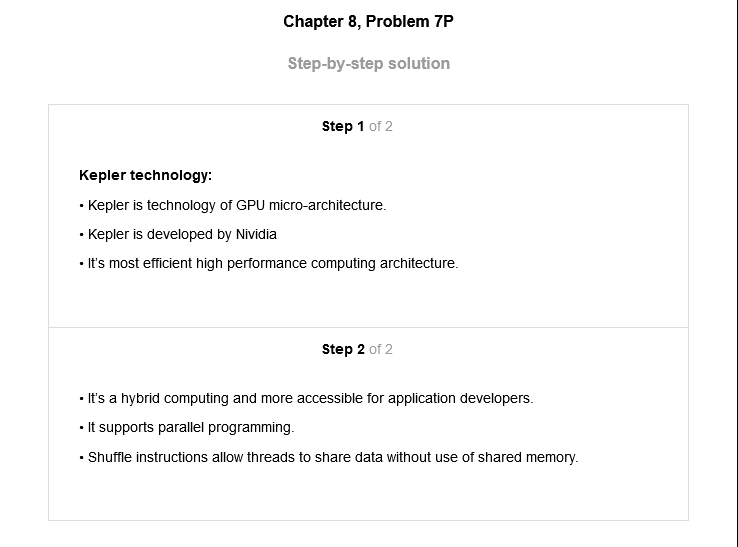 Chapter 8, Problem 7P
Step-by-step solution
Step 1 of 2
Kepler technology:
• Kepler is technology of GPU micro-architecture.
• Kepler is developed by Nividia
• It's most efficient high performance computing architecture.
Step 2 of 2
• It's a hybrid computing and more accessible for application developers.
• It supports parallel programming.
• Shuffle instructions allow threads to share data without use of shared memory.